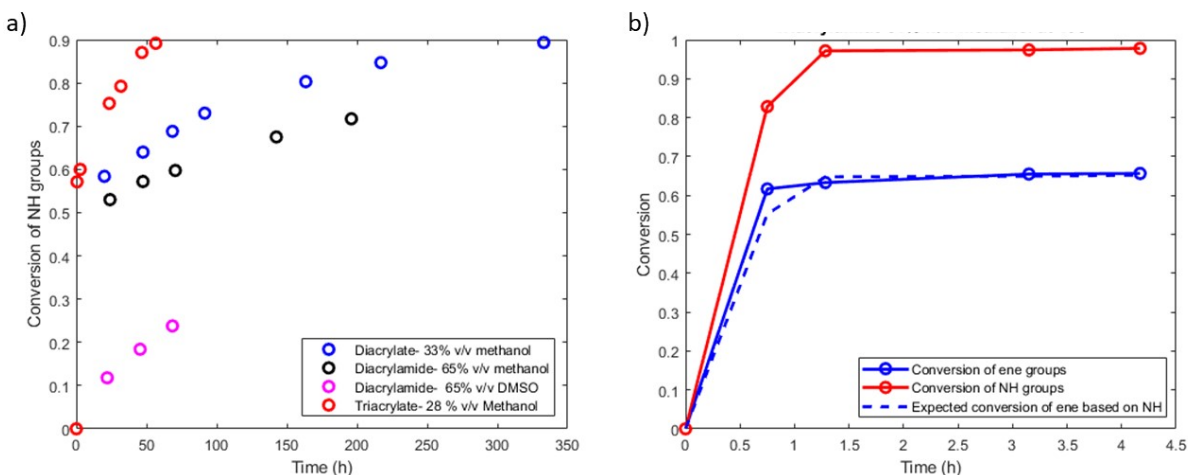 a)
Conversion of NH groups
0.9
0.8
0.7
0.6
0.5
0.4
0.3
0.2
0.1
0
0 50 100 150 200 250 300 350
Time (h)
Diacrylate- 33% v/v methanol
Diacrylamide- 65% v/v methanol
Diacrylamide- 65% v/v DMSO
Triacrylate- 28 % v/v Methanol
b)
Conversion
1
0.9
0.8
0.7
0.6
0.5
0.4
0.3
0.2
0.1
0
0 0.5 1 1.5 2 2.5 3 3.5 4 4.5
Time (h)
Conversion of ene groups
Conversion of NH groups
Expected conversion of ene based on NH